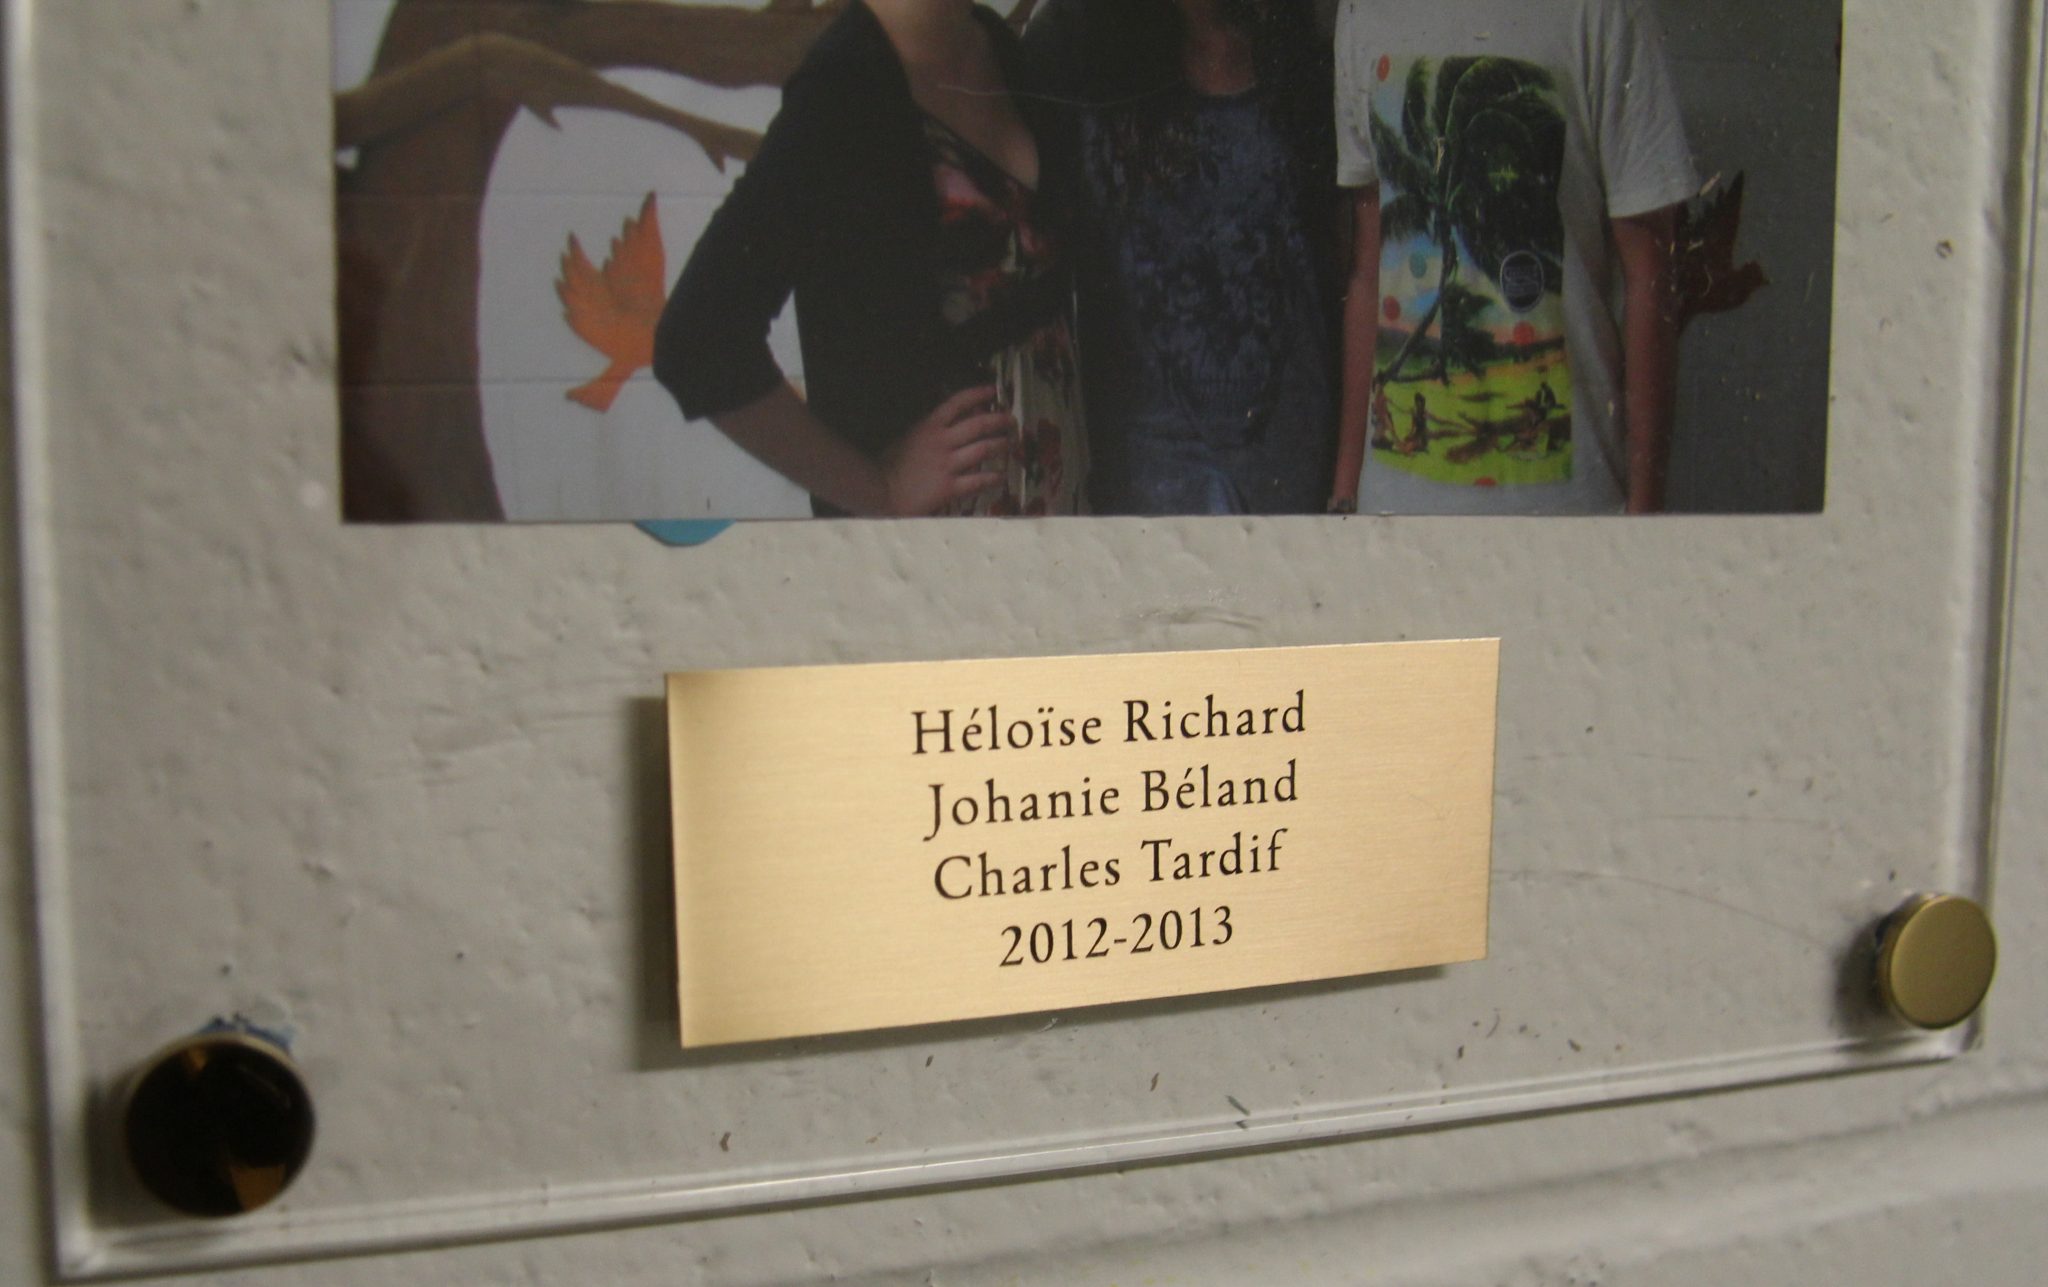 Héloïse Richard
Johanie Béland
Charles Tardif
2012-2013